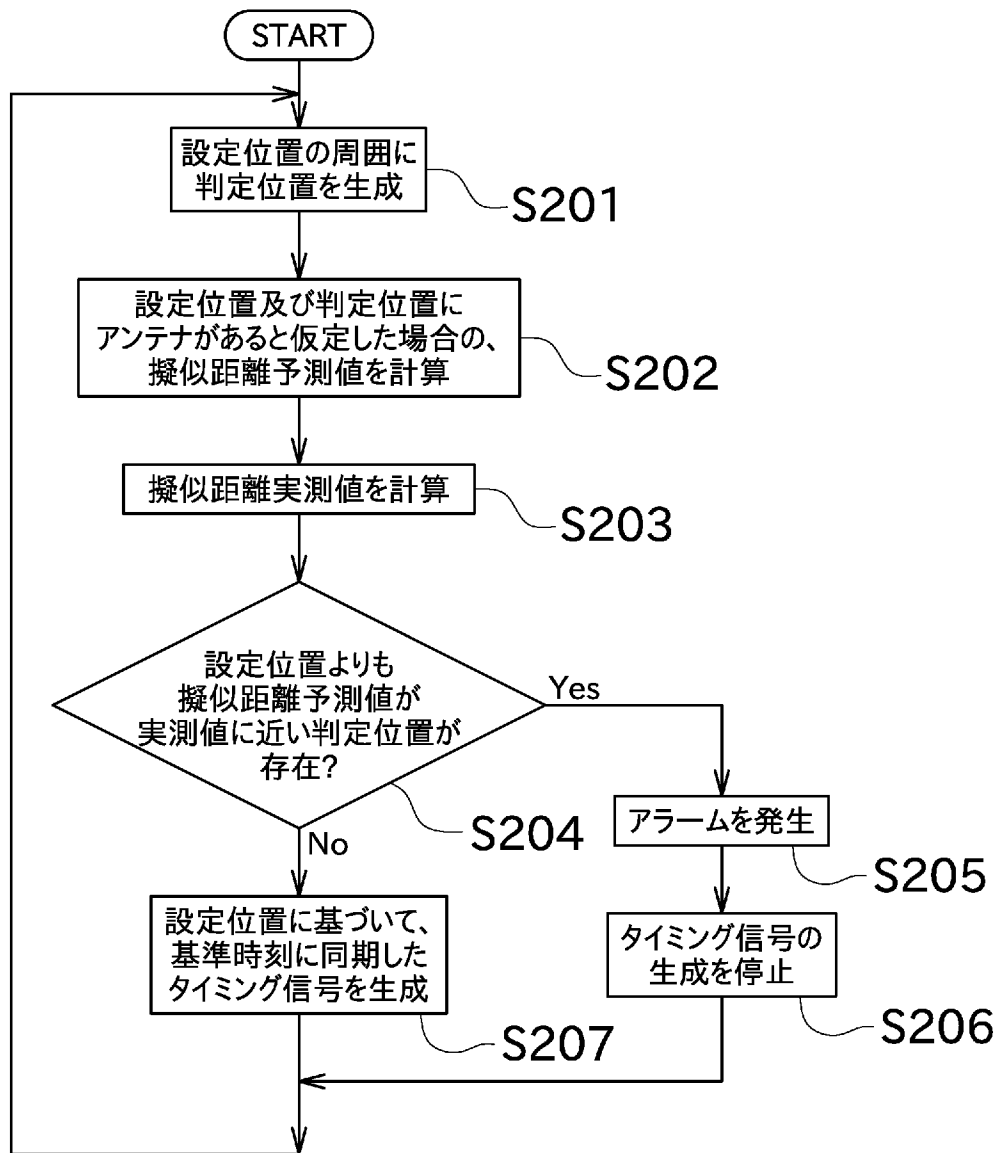 START
設定位置の周囲に
判定位置を生成
S201
設定位置及び判定位置に
アンテナがあると仮定した場合の、
擬似距離予測値を計算
S202
擬似距離実測値を計算
S203
設定位置よりも
擬似距離予測値が
実測値に近い判定位置が
存在?
S204
Yes
No
アラームを発生
S205
タイミング信号の
生成を停止
S206
設定位置に基づいて、
基準時刻に同期した
タイミング信号を生成
S207